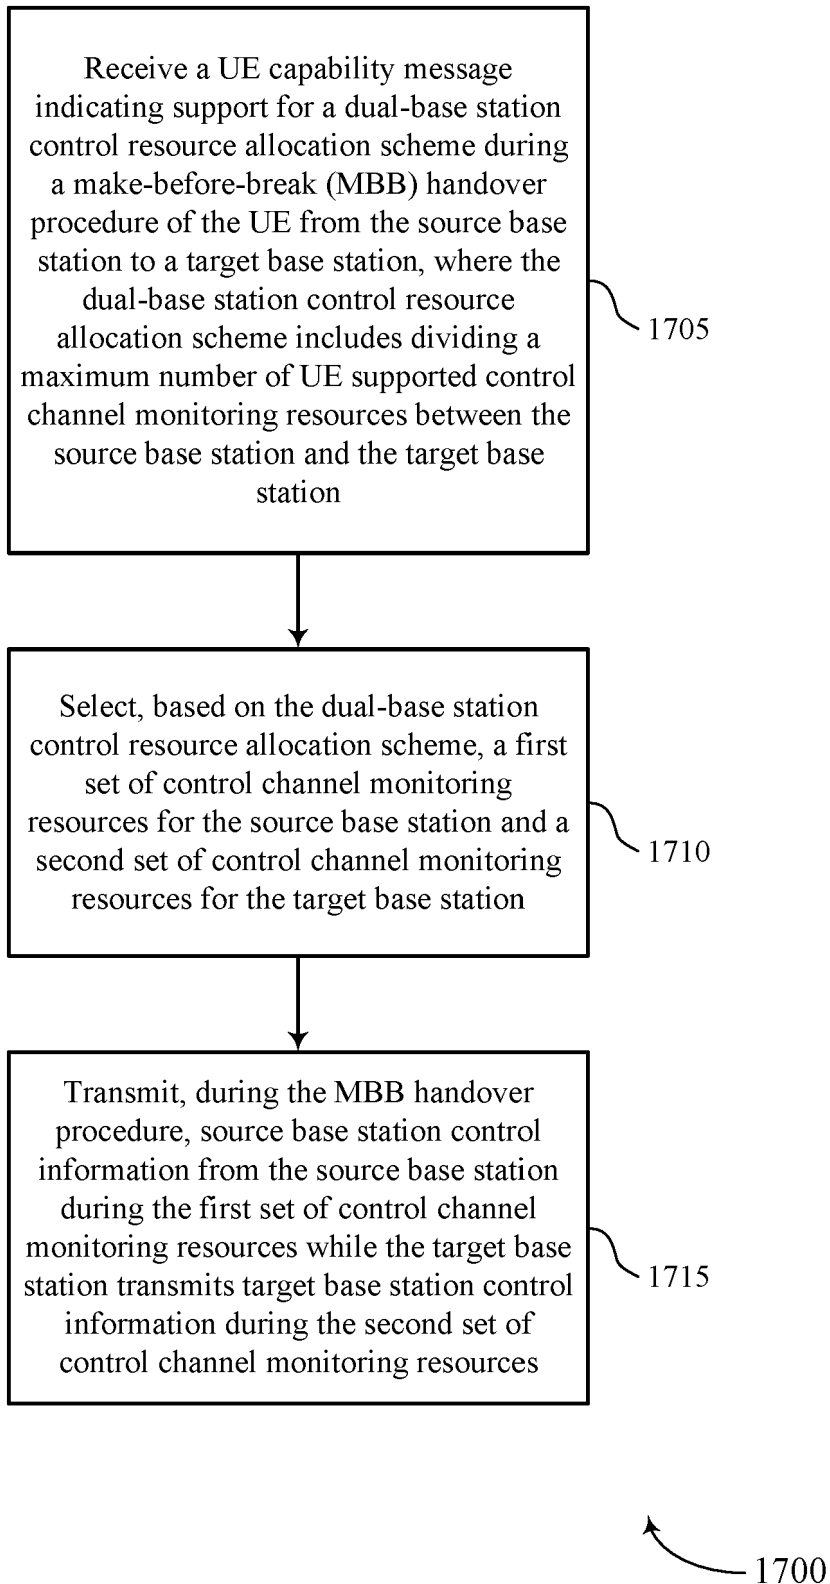 Receive a UE capability message
indicating support for a dual-base station
control resource allocation scheme during
a make-before-break (MBB) handover
procedure of the UE from the source base
station to a target base station, where the
dual-base station control resource
allocation scheme includes dividing a
maximum number of UE supported control
channel monitoring resources between the
source base station and the target base
station
1705
Select, based on the dual-base station
control resource allocation scheme, a first
set of control channel monitoring
resources for the source base station and a
second set of control channel monitoring
resources for the target base station
1710
Transmit, during the MBB handover
procedure, source base station control
information from the source base station
during the first set of control channel
monitoring resources while the target base
station transmits target base station control
information during the second set of
control channel monitoring resources
1715
1700